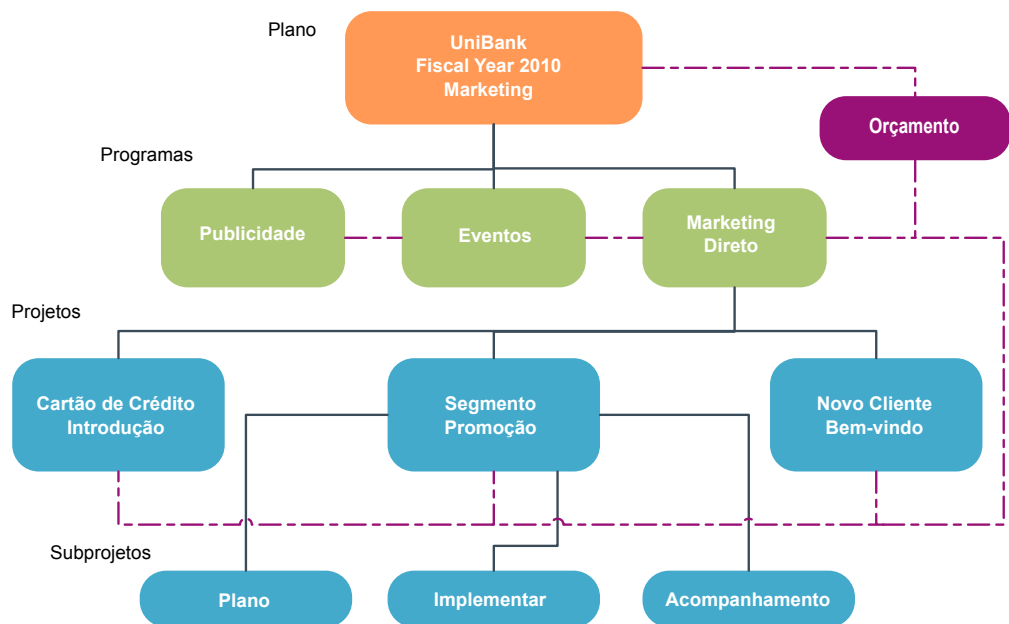 Plano
UniBank
Fiscal Year 2010
Marketing
Orçamento
Programas
Publicidade
Eventos
Marketing
Direto
Projetos
Cartão de Crédito
Introdução
Segmento
Promoção
Novo Cliente
Bem-vindo
Subprojetos
Plano
Implementar
Acompanhamento